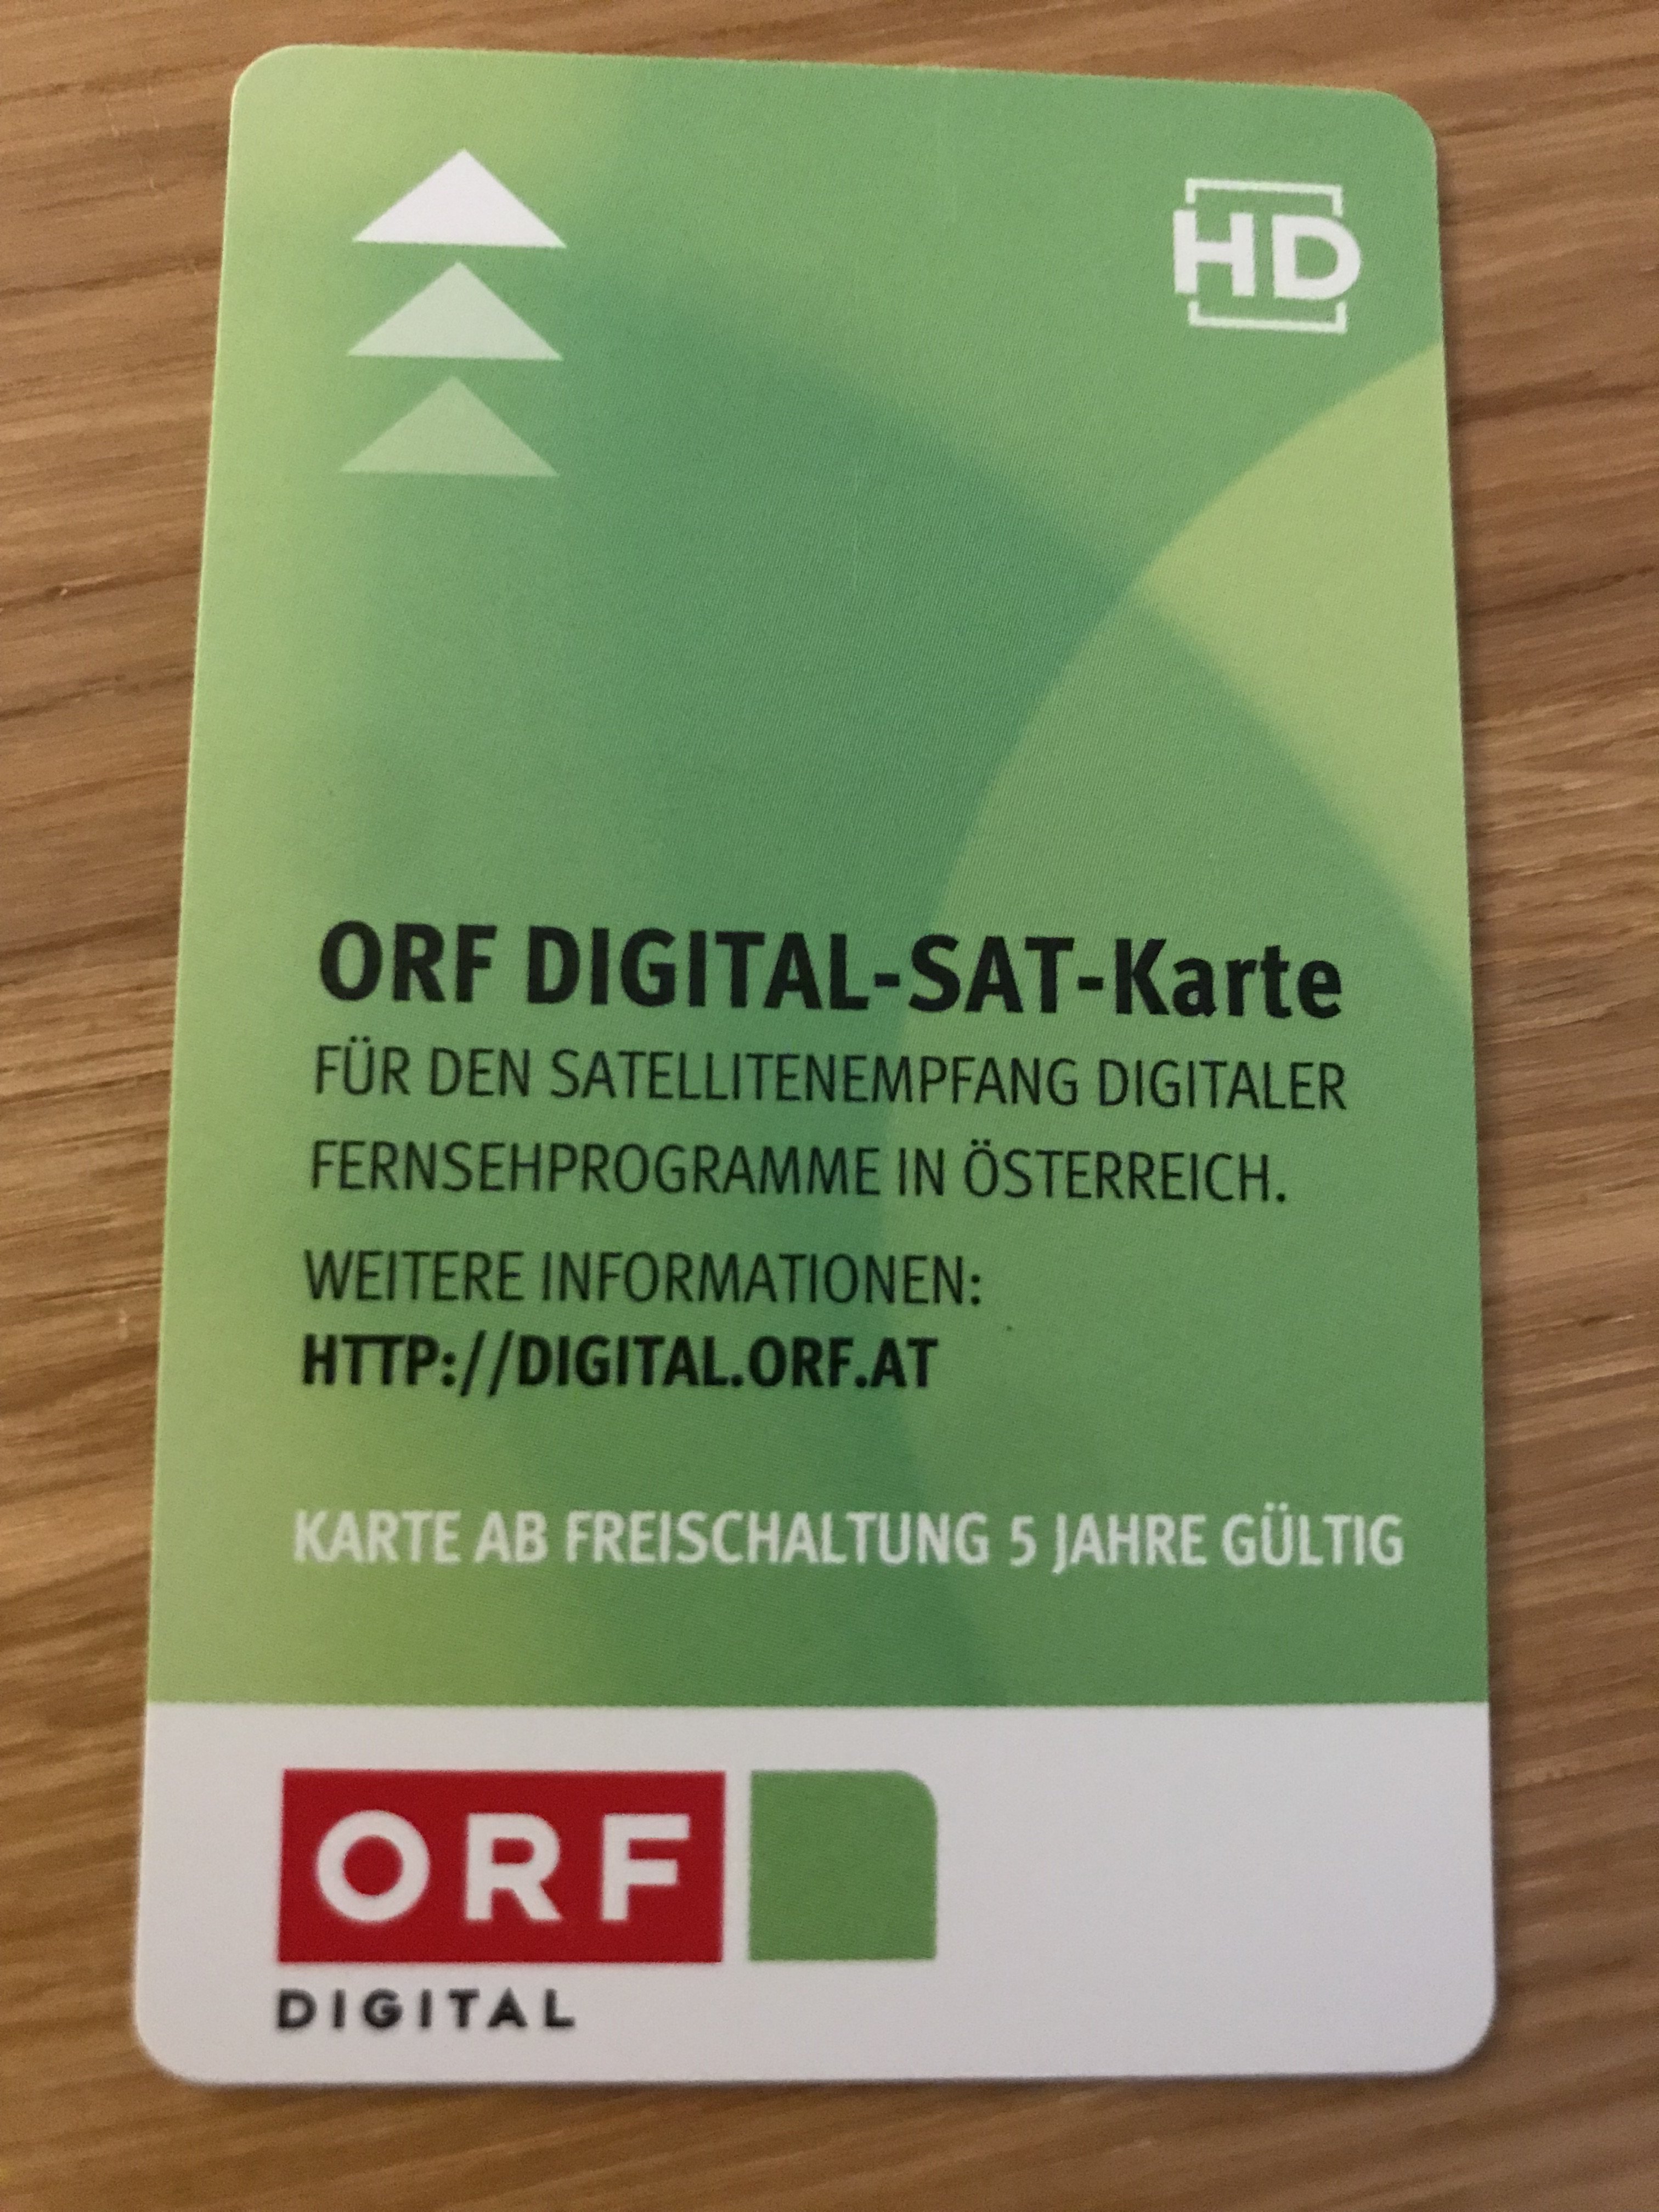 HD
ORF DIGITAL-SAT-Karte
FÜR DEN SATELLITENEMPFANG DIGITALER
FERNSEHPROGRAMME IN ÖSTERREICH.
WEITERE INFORMATIONEN:
HTTP://DIGITAL.ORF.AT
KARTE AB FREISCHALTUNG 5 JAHRE GÜLTIG
ORF
DIGITAL